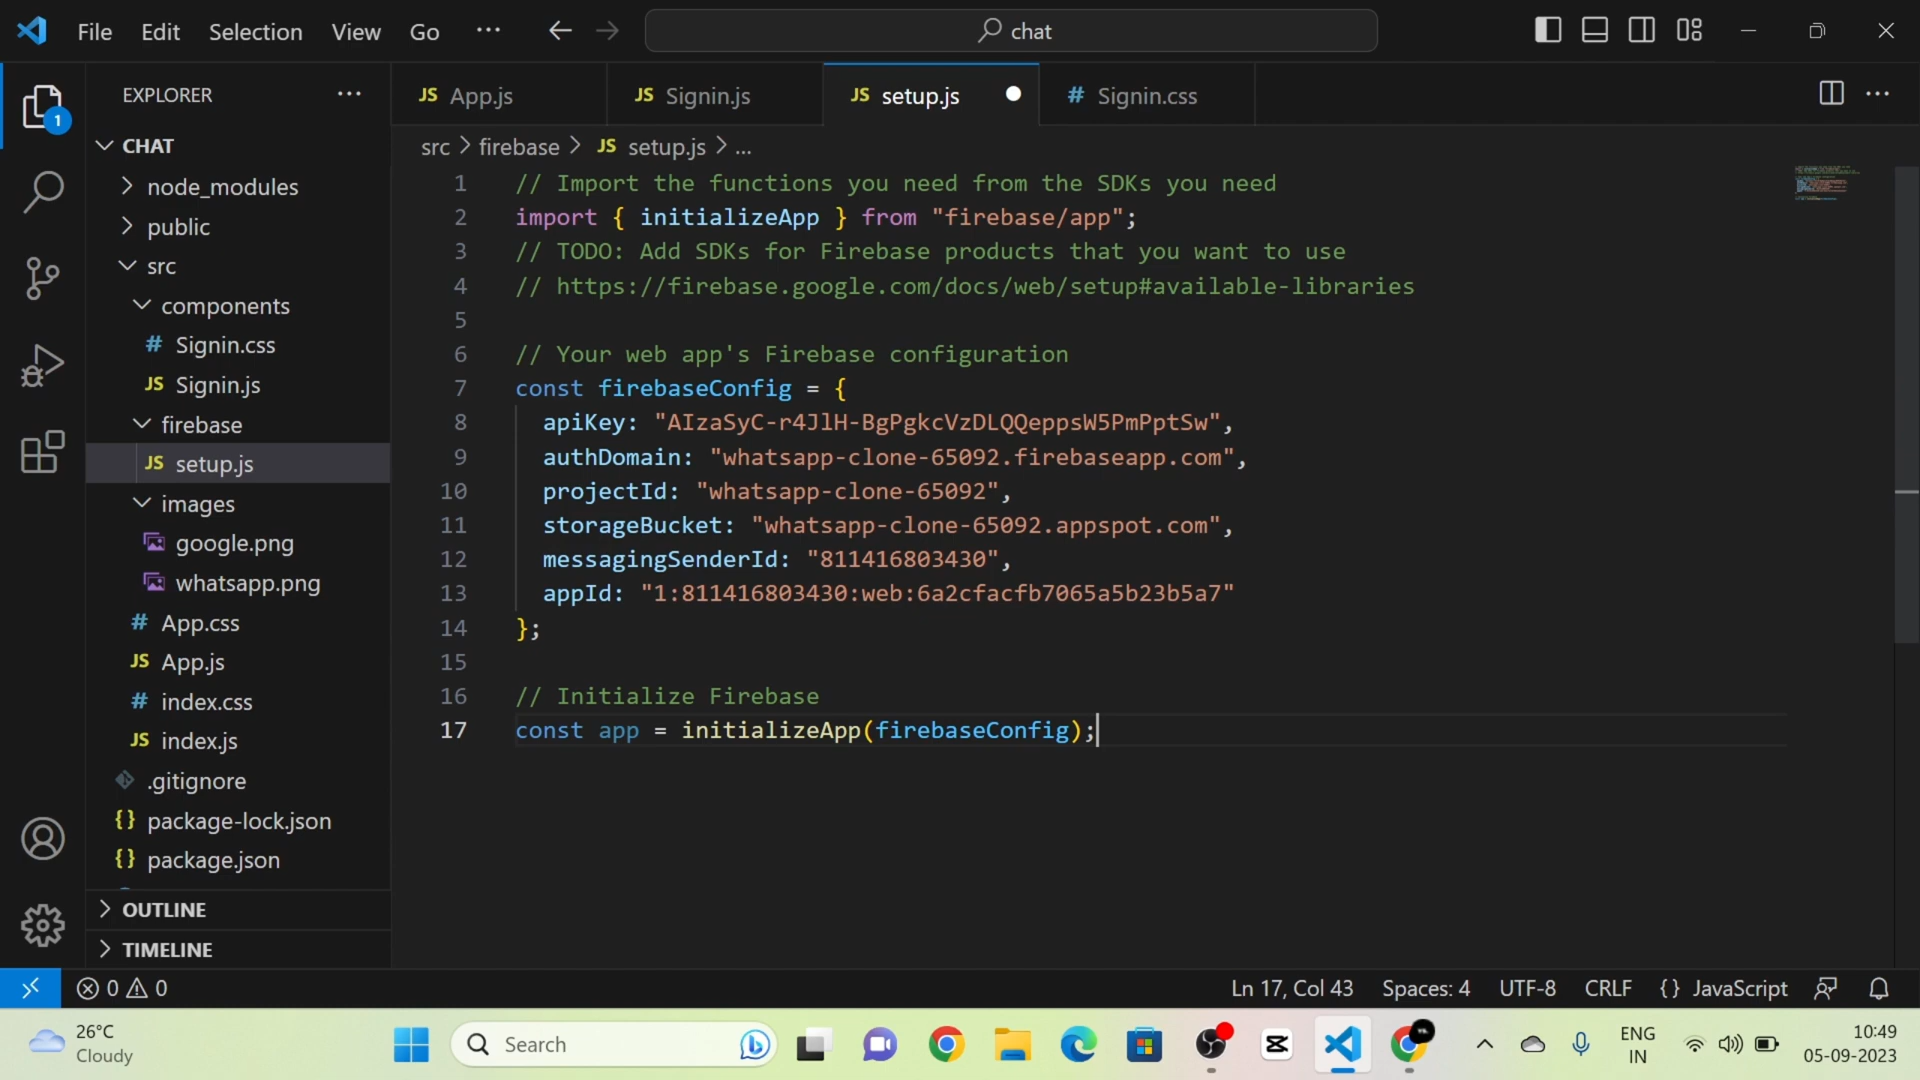 File Edit Selection View Go ··· chat
EXPLORER ···
App.js
Signin.js
setup.js
Signin.css
CHAT
node_modules
public
src
components
Signin.css
Signin.js
firebase
setup.js
images
google.png
whatsapp.png
App.css
App.js
index.css
index.js
.gitignore
package-lock.json
package.json
OUTLINE
TIMELINE
src > firebase > JS setup.js > ...
1 // Import the functions you need from the SDKs you need
2 import { initializeApp } from "firebase/app";
3 // TODO: Add SDKs for Firebase products that you want to use
4 // https://firebase.google.com/docs/web/setup#available-libraries
5
6 // Your web app's Firebase configuration
7 const firebaseConfig = {
8 apiKey: "AIzaSyC-r4JlH-BgPgkcVzDLQQeppsW5PmPptSw",
9 authDomain: "whatsapp-clone-65092.firebaseapp.com",
10 projectId: "whatsapp-clone-65092",
11 storageBucket: "whatsapp-clone-65092.appspot.com",
12 messagingSenderId: "811416803430",
13 appId: "1:811416803430:web:6a2cfacfb7065a5b23b5a7"
14 };
15
16 // Initialize Firebase
17 const app = initializeApp(firebaseConfig);
0 0 Ln 17, Col 43 Spaces: 4 UTF-8 CRLF {} JavaScript
26°C
Cloudy
Search
ENG
IN
10:49
05-09-2023